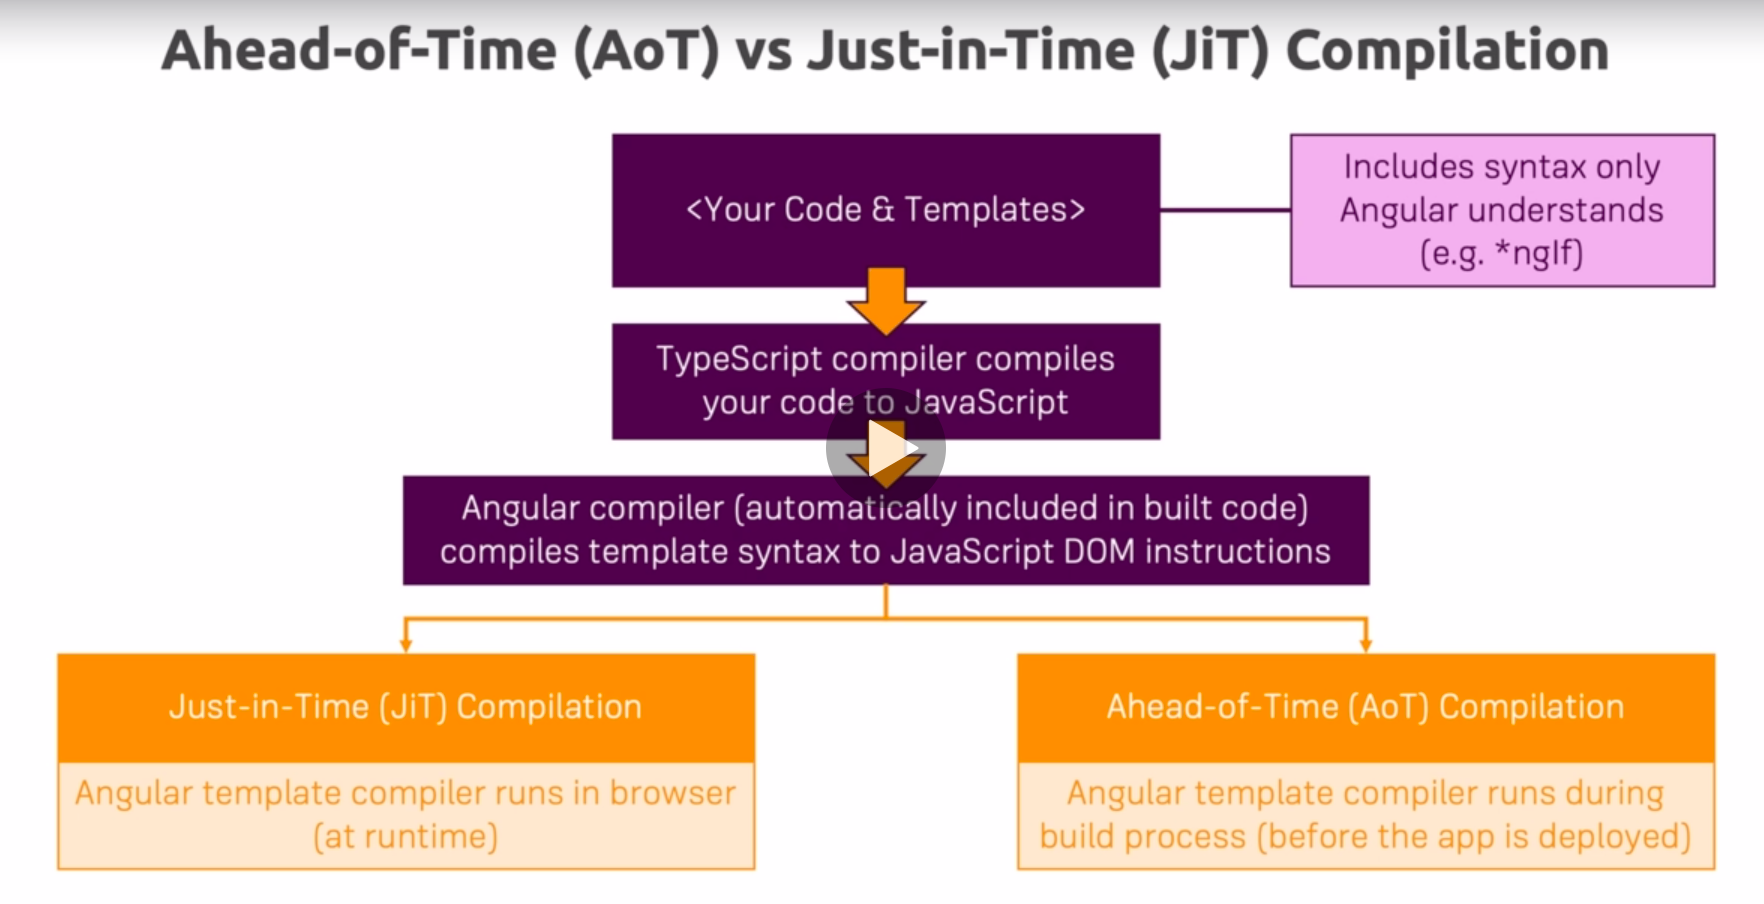 Ahead-of-Time (AoT) vs Just-in-Time (JiT) Compilation
<Your Code & Templates>
Includes syntax only
Angular understands
(e.g. *ngIf)
TypeScript compiler compiles
your code to JavaScript
Angular compiler (automatically included in built code)
compiles template syntax to JavaScript DOM instructions
Just-in-Time (JiT) Compilation
Angular template compiler runs in browser
(at runtime)
Ahead-of-Time (AoT) Compilation
Angular template compiler runs during
build process (before the app is deployed)